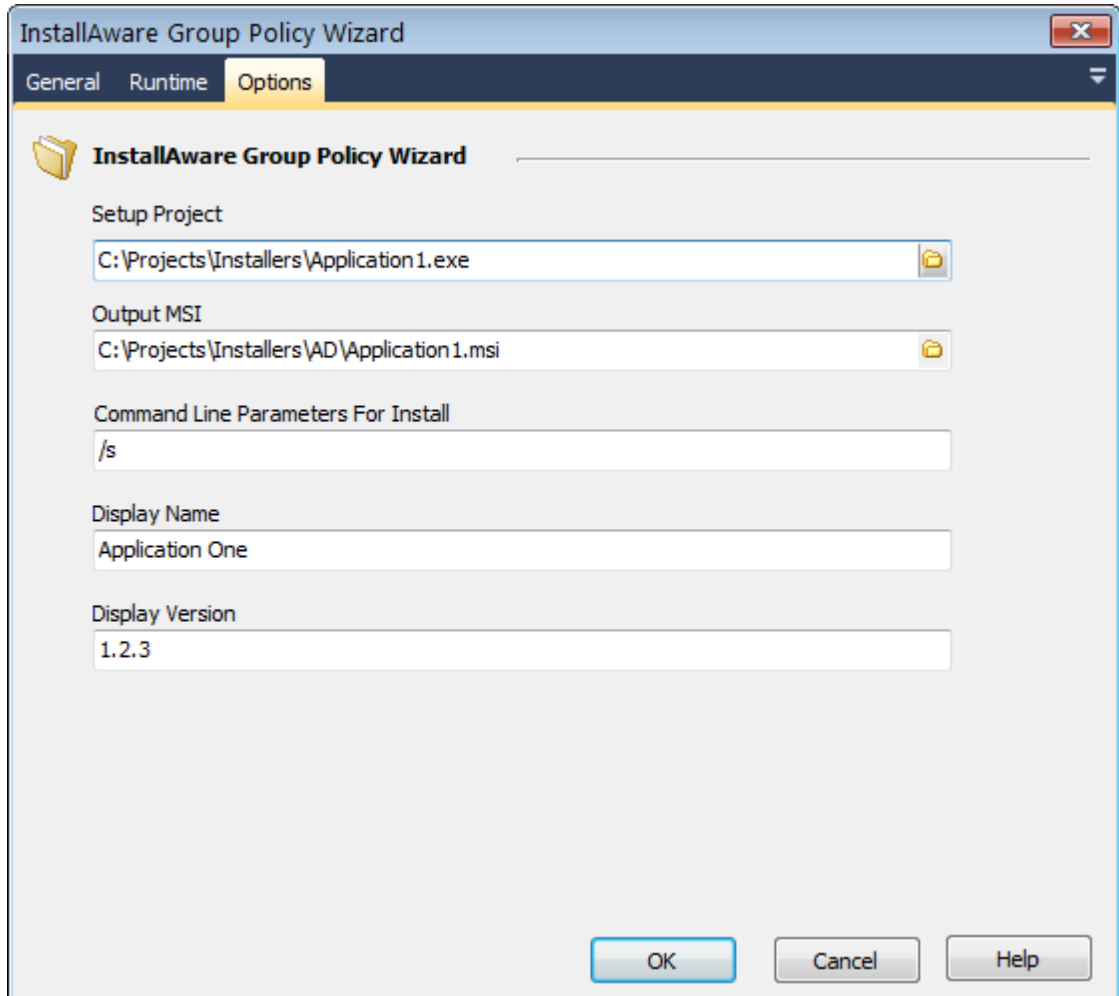 InstallAware Group Policy Wizard
General Runtime Options
InstallAware Group Policy Wizard
Setup Project
C:\Projects\Installers\Application1.exe
Output MSI
C:\Projects\Installers\AD\Application1.msi
Command Line Parameters For Install
/s
Display Name
Application One
Display Version
1.2.3
OK Cancel Help